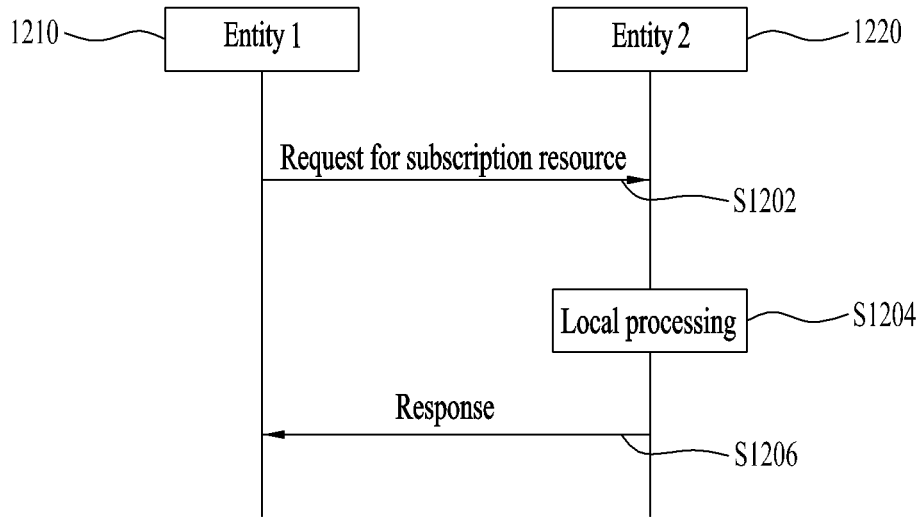 1210
Entity 1
Entity 2
1220
Request for subscription resource
S1202
Local processing
S1204
Response
S1206